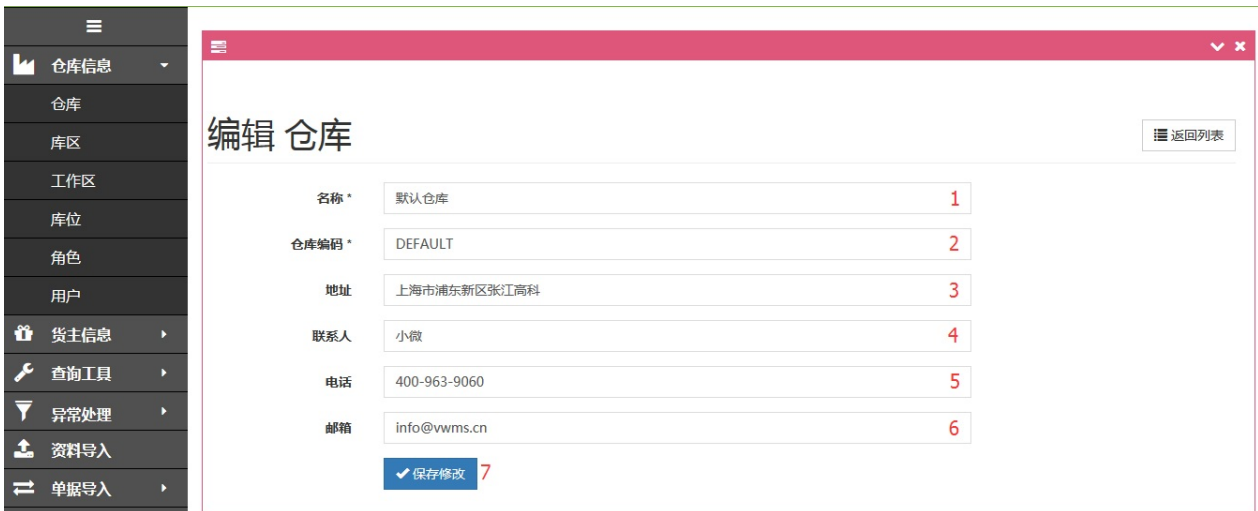 仓库信息
仓库
库区
工作区
库位
角色
用户
货主信息
查询工具
异常处理
资料导入
单据导入
编辑 仓库
返回列表
名称 * 默认仓库 1
仓库编码 * DEFAULT 2
地址 上海市浦东新区张江高科 3
联系人 小微 4
电话 400-963-9060 5
邮箱 info@vwms.cn 6
保存修改 7